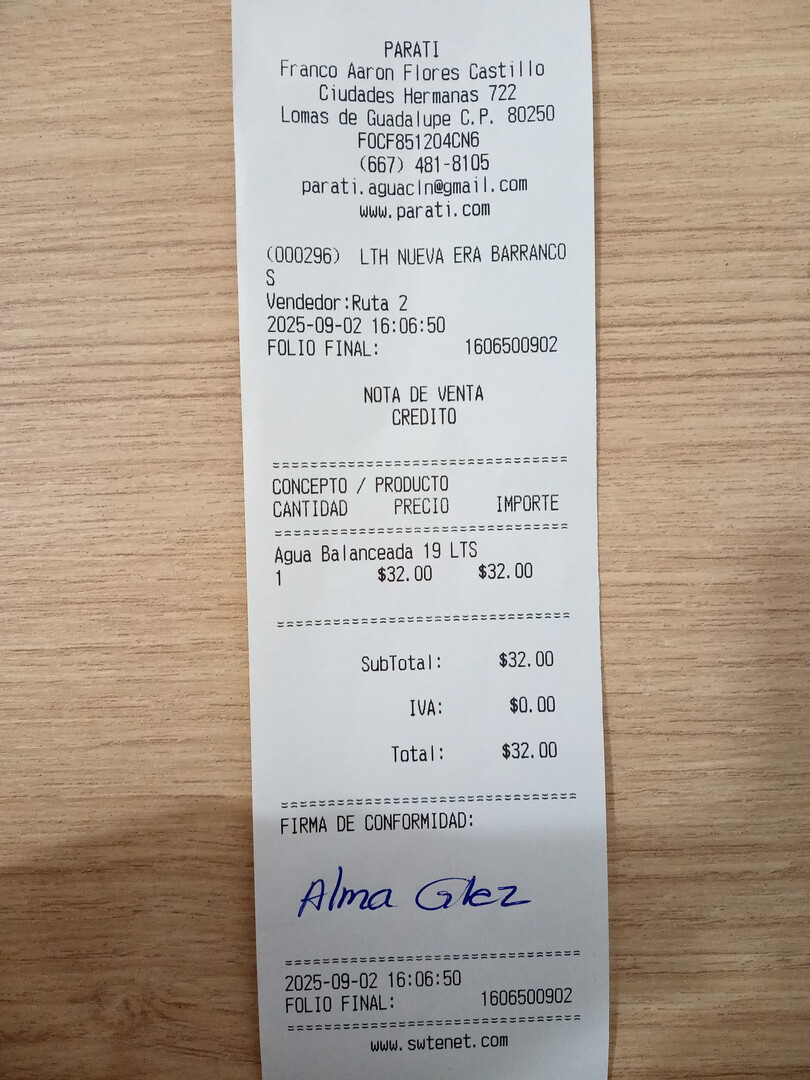 PARATI
Franco Aaron Flores Castillo
Ciudades Hermanas 722
Lomas de Guadalupe C.P. 80250
FOCF851204CN6
(667) 481-8105
parati.aguacln@gmail.com
www.parati.com
(000296) LTH NUEVA ERA BARRANCO
S
Vendedor:Ruta 2
2025-09-02 16:06:50
FOLIO FINAL: 1606500902
NOTA DE VENTA
CREDITO
================================
CONCEPTO / PRODUCTO
CANTIDAD PRECIO IMPORTE
================================
Agua Balanceada 19 LTS
1 $32.00 $32.00
================================
SubTotal: $32.00
IVA: $0.00
Total: $32.00
================================
FIRMA DE CONFORMIDAD:
Alma Glez
================================
2025-09-02 16:06:50
FOLIO FINAL: 1606500902
================================
www.swtenet.com